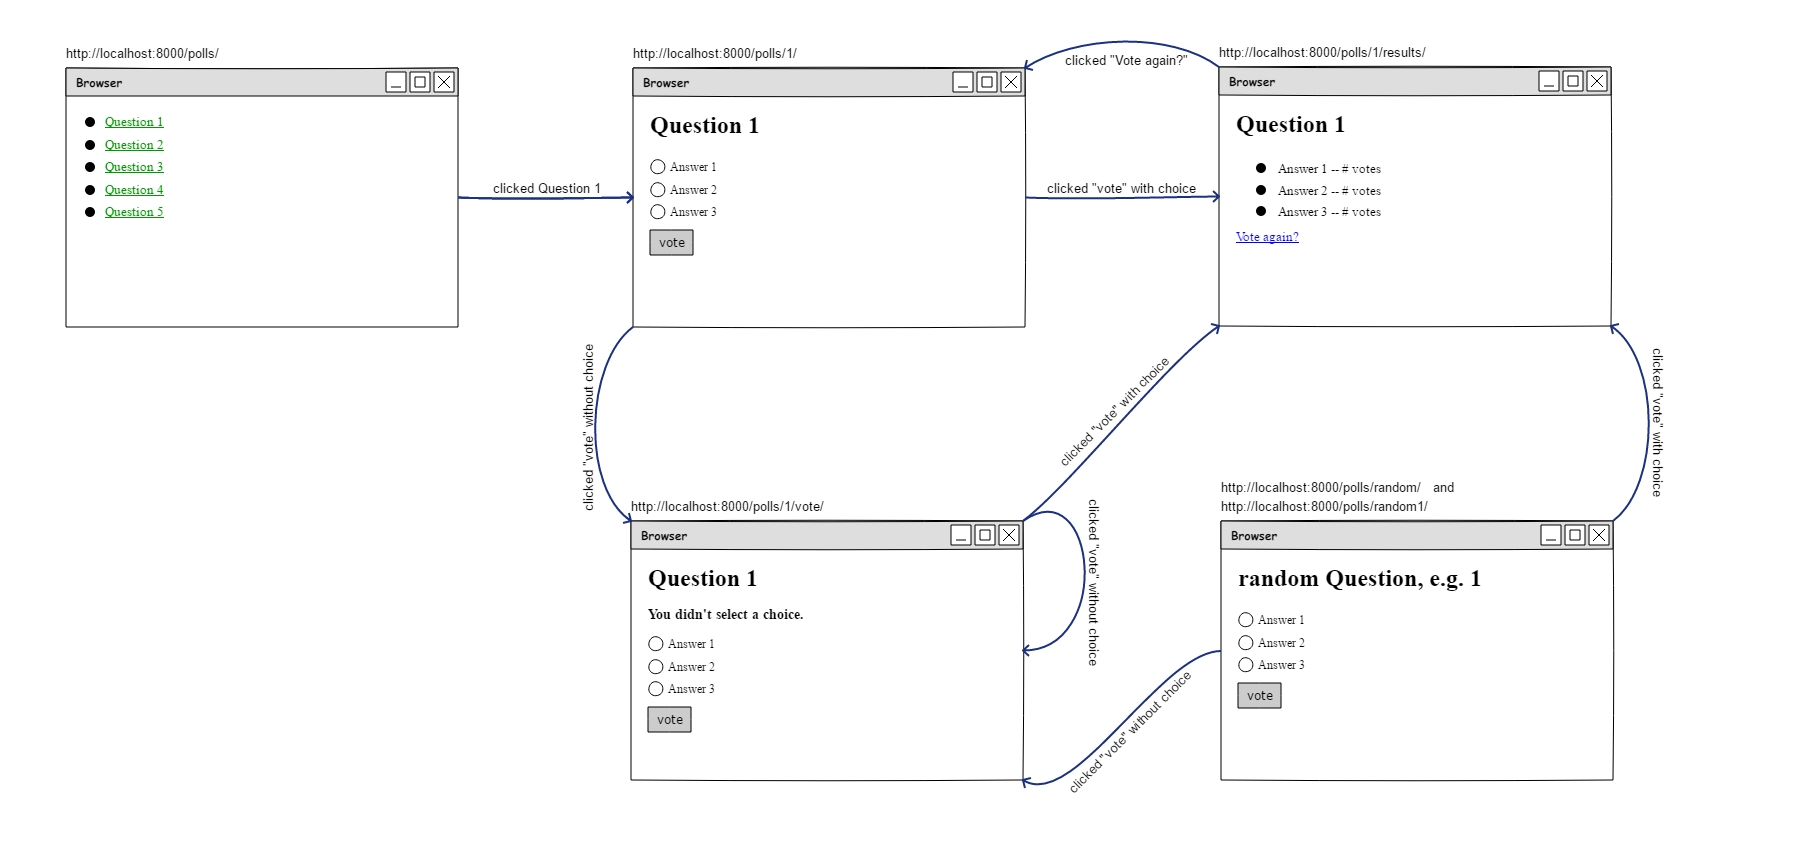 http://localhost:8000/polls/
Browser
Question 1
Question 2
Question 3
Question 4
Question 5
clicked Question 1
http://localhost:8000/polls/1/
Browser
Question 1
Answer 1
Answer 2
Answer 3
vote
clicked "Vote again?"
clicked "vote" with choice
http://localhost:8000/polls/1/results/
Browser
Question 1
Answer 1 -- # votes
Answer 2 -- # votes
Answer 3 -- # votes
Vote again?
clicked "vote" without choice
clicked "vote" with choice
clicked "vote" with choice
http://localhost:8000/polls/1/vote/
Browser
Question 1
You didn't select a choice.
Answer 1
Answer 2
Answer 3
vote
clicked "vote" without choice
clicked "vote" without choice
http://localhost:8000/polls/random/ and
http://localhost:8000/polls/random1/
Browser
random Question, e.g. 1
Answer 1
Answer 2
Answer 3
vote